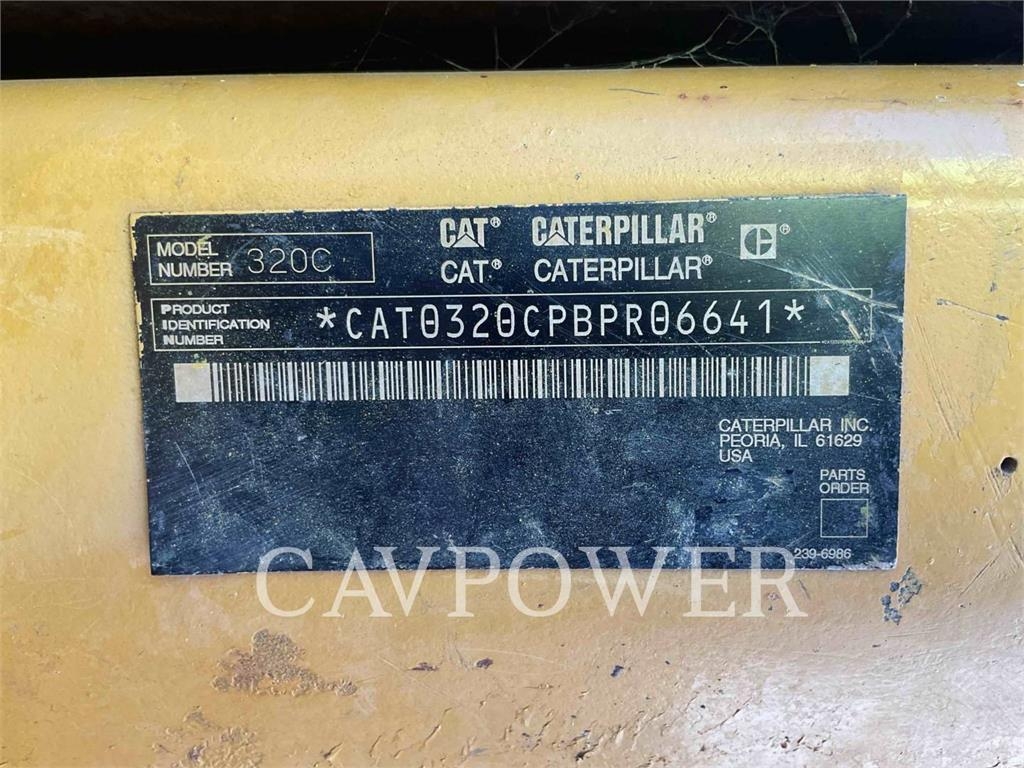 MODEL
NUMBER 320C
CAT® CATERPILLAR® ®
CAT® CATERPILLAR®
PRODUCT
IDENTIFICATION
NUMBER
*CAT0320CPBPR06641*
CATERPILLAR INC.
PEORIA, IL 61629
USA
PARTS
ORDER
239-6986
CAVPOWER